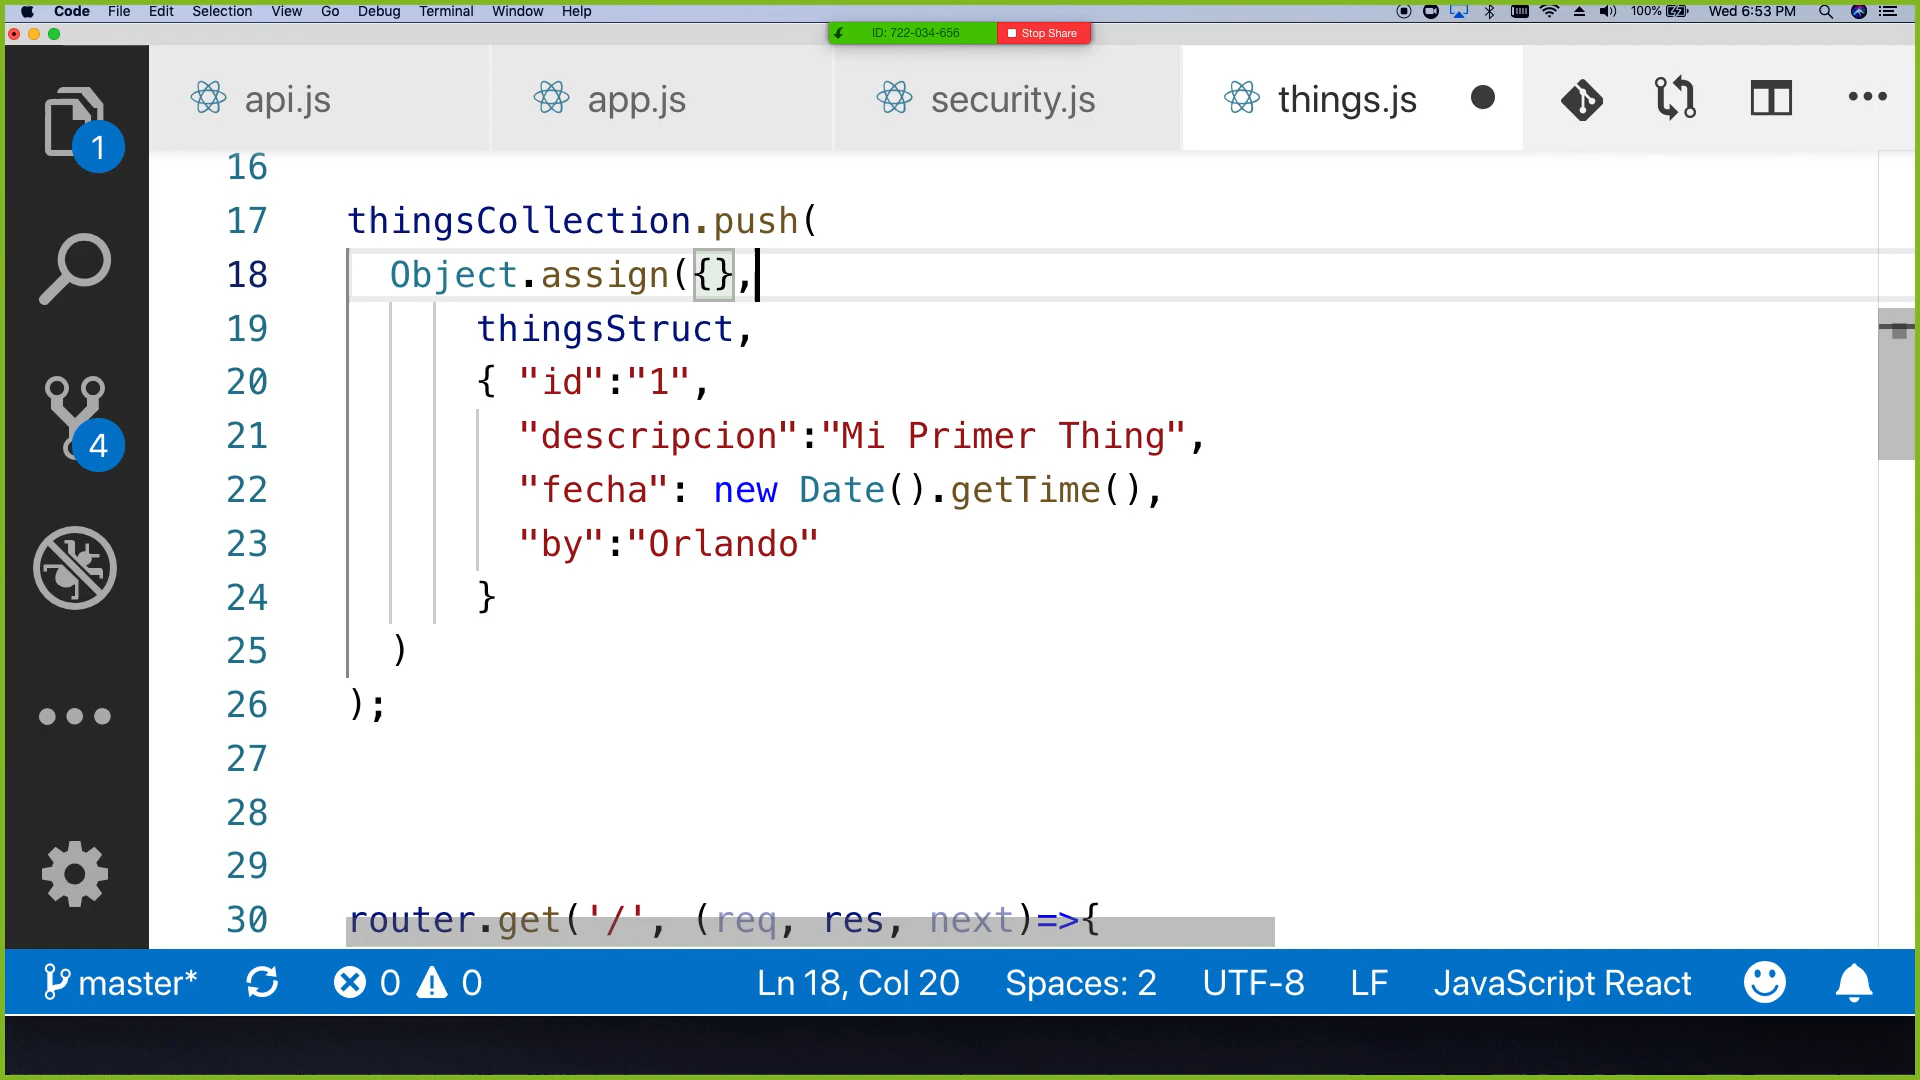 Code File Edit Selection View Go Debug Terminal Window Help 100% Wed 6:53 PM
ID: 722-034-656 Stop Share
api.js app.js security.js things.js
1
4
16
17 thingsCollection.push(
18 Object.assign({},
19 thingsStruct,
20 { "id":"1",
21 "descripcion":"Mi Primer Thing",
22 "fecha": new Date().getTime(),
23 "by":"Orlando"
24 }
25 )
26 );
27
28
29
30 router.get('/', (req, res, next)=>{
master* 0 0 Ln 18, Col 20 Spaces: 2 UTF-8 LF JavaScript React